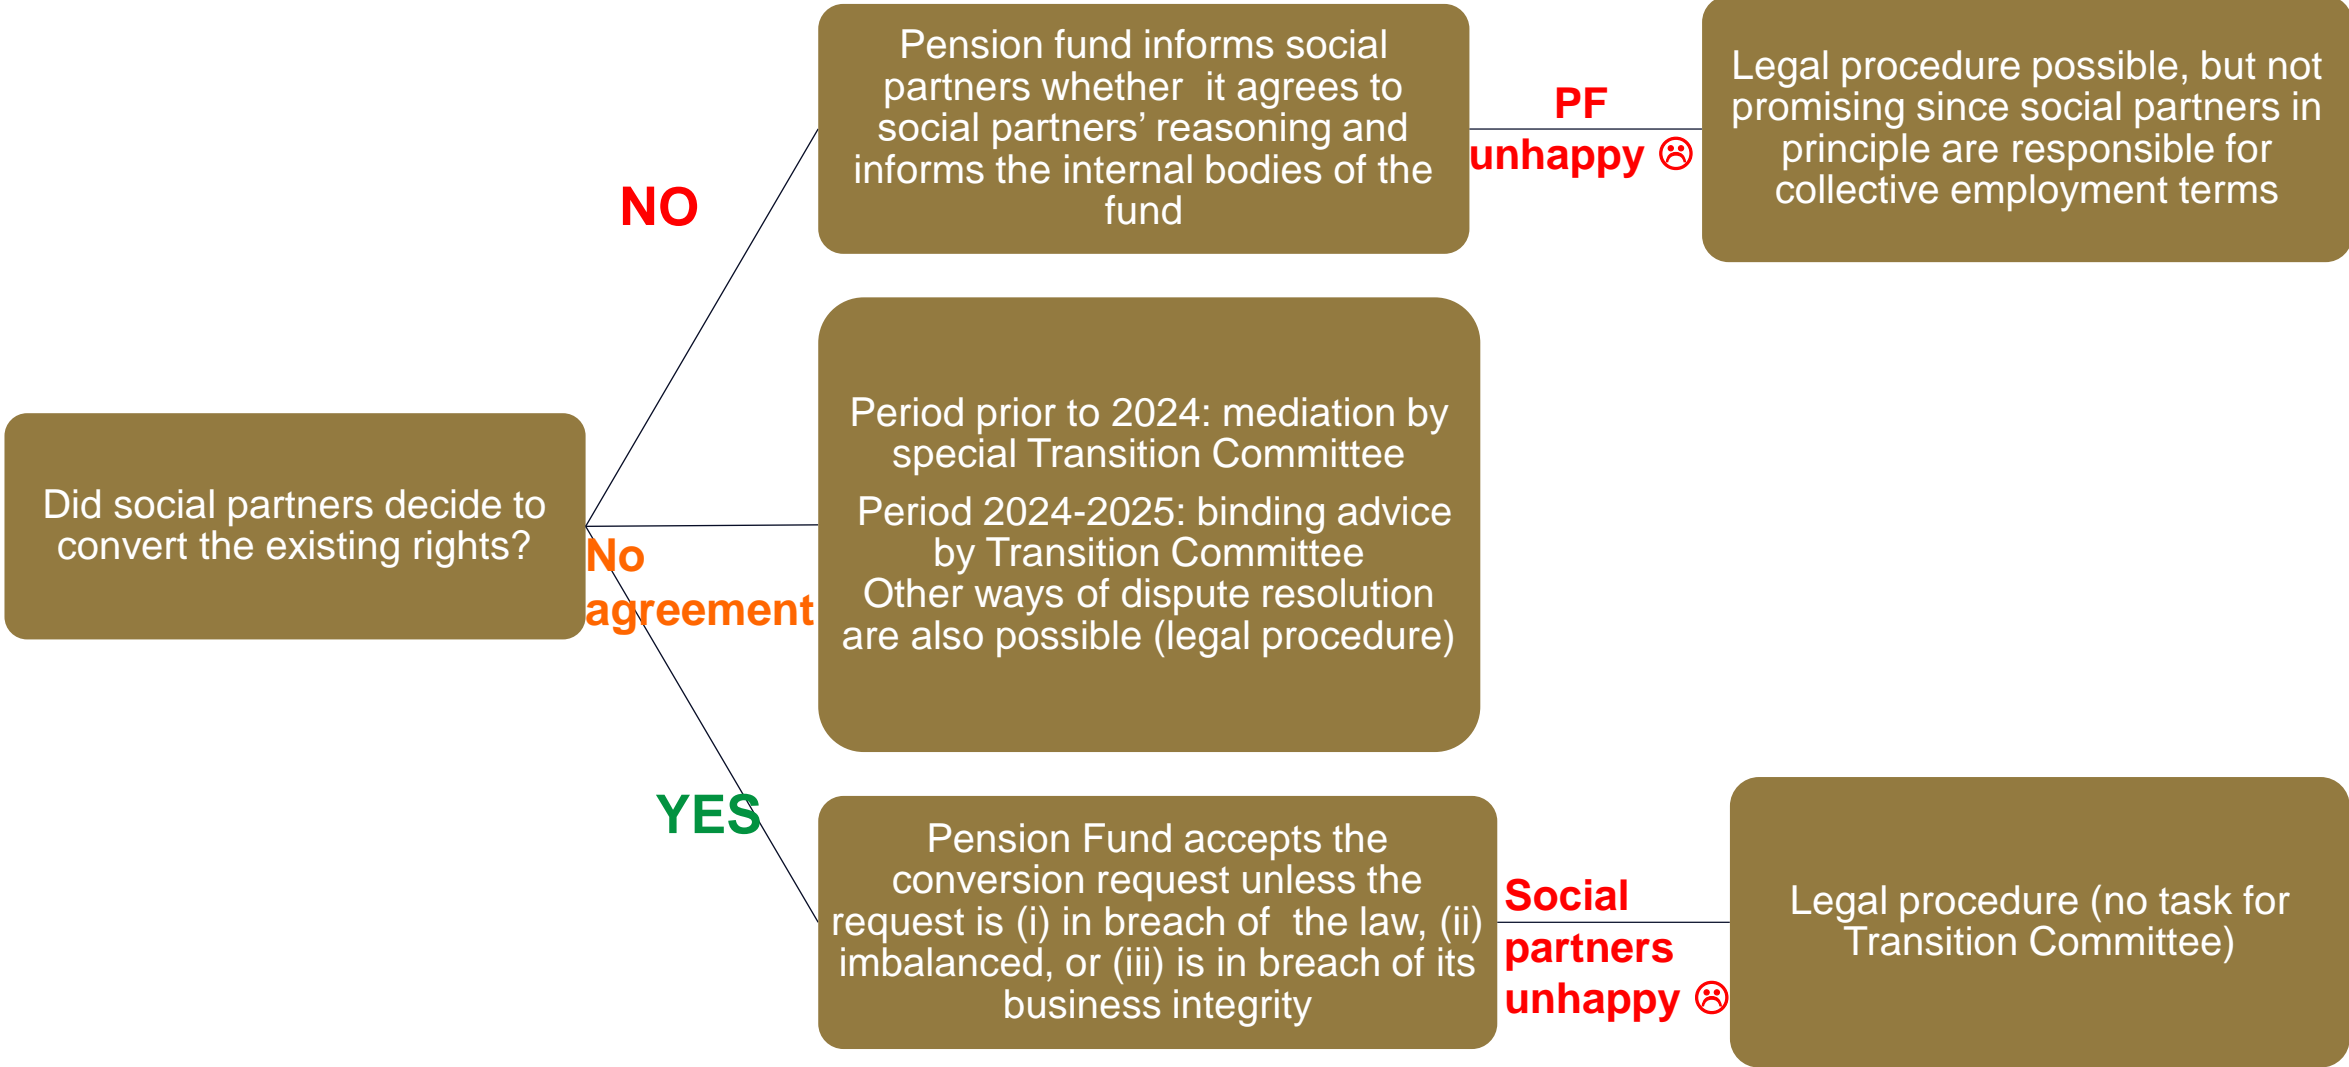 Did social partners decide to
convert the existing rights?
NO
Pension fund informs social
partners whether  it agrees to
social partners’ reasoning and
informs the internal bodies of the
fund
PF
unhappy ☹
Legal procedure possible, but not
promising since social partners in
principle are responsible for
collective employment terms
No
agreement
Period prior to 2024: mediation by
special Transition Committee
Period 2024-2025: binding advice
by Transition Committee
Other ways of dispute resolution
are also possible (legal procedure)
YES
Pension Fund accepts the
conversion request unless the
request is (i) in breach of  the law, (ii)
imbalanced, or (iii) is in breach of its
business integrity
Social
partners
unhappy ☹
Legal procedure (no task for
Transition Committee)